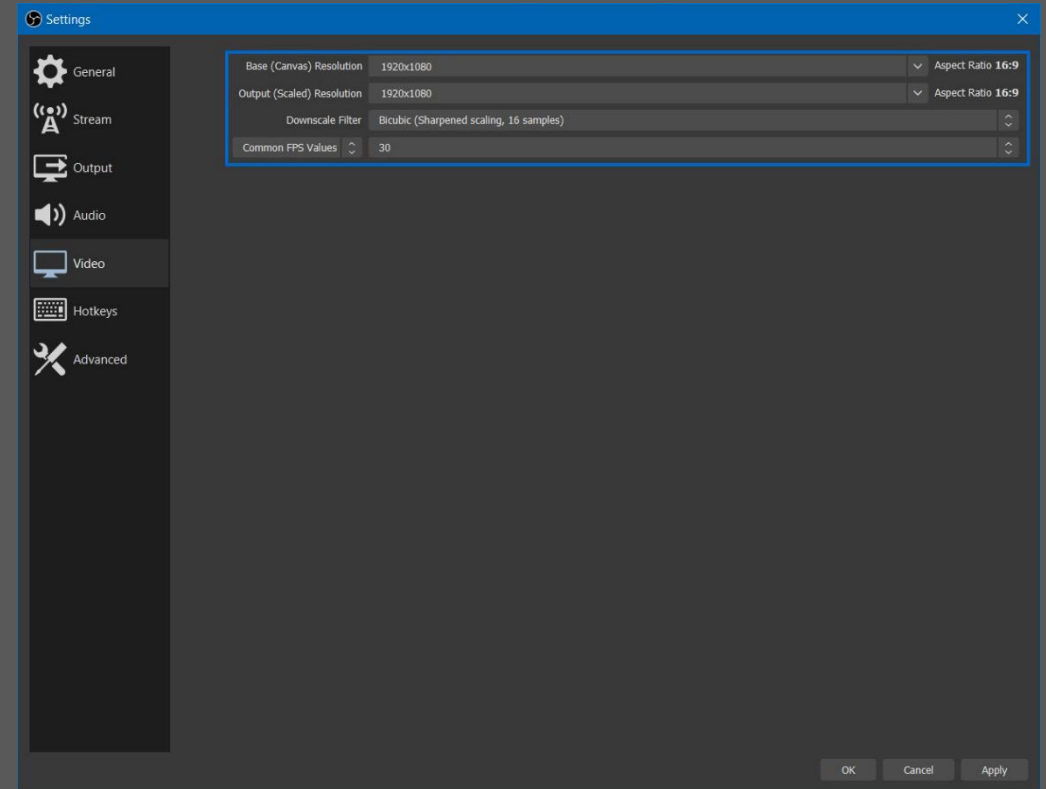 Settings
General
Stream
Output
Audio
Video
Hotkeys
Advanced
Base (Canvas) Resolution 1920x1080 Aspect Ratio 16:9
Output (Scaled) Resolution 1920x1080 Aspect Ratio 16:9
Downscale Filter Bicubic (Sharpened scaling, 16 samples)
Common FPS Values 30
OK Cancel Apply